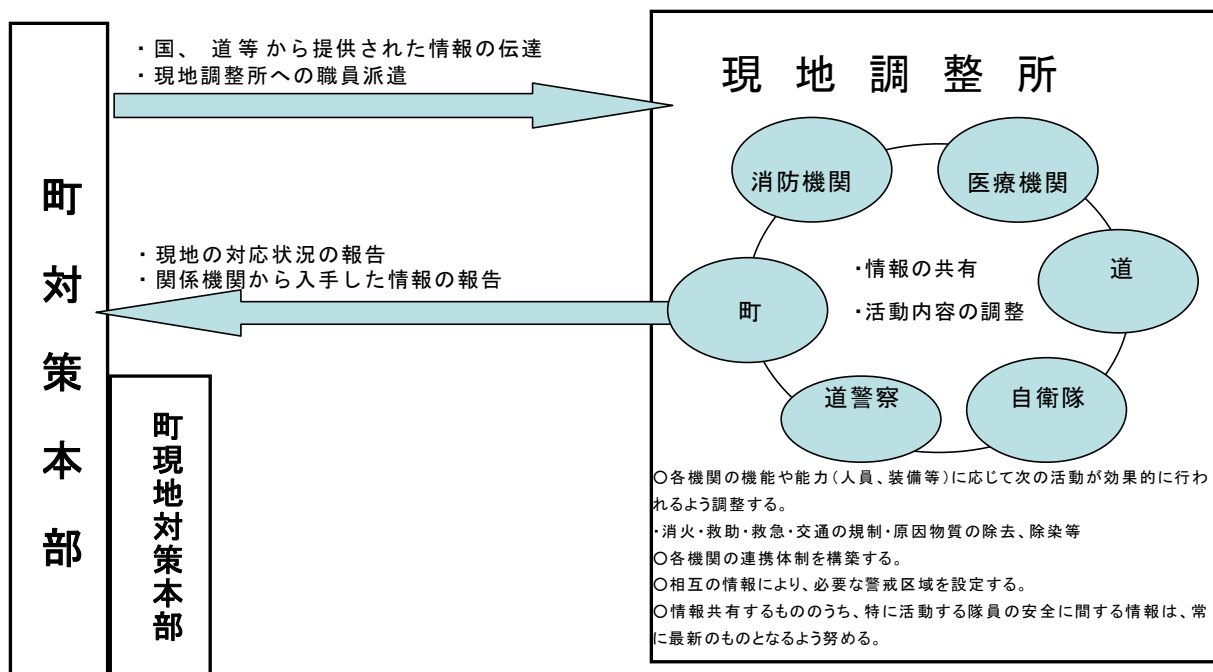 ・国、 道等から提供された情報の伝達
・現地調整所への職員派遣
町対策本部
・現地の対応状況の報告
・関係機関から入手した情報の報告
町現地対策本部
現地調整所
消防機関
医療機関
・情報の共有
道
・活動内容の調整
町
道警察
自衛隊
○各機関の機能や能力(人員、装備等)に応じて次の活動が効果的に行わ
れるよう調整する。
・消火・救助・救急・交通の規制・原因物質の除去、除染等
○各機関の連携体制を構築する。
○相互の情報により、必要な警戒区域を設定する。
○情報共有するもののうち、特に活動する隊員の安全に間する情報は、常
に最新のものとなるよう努める。